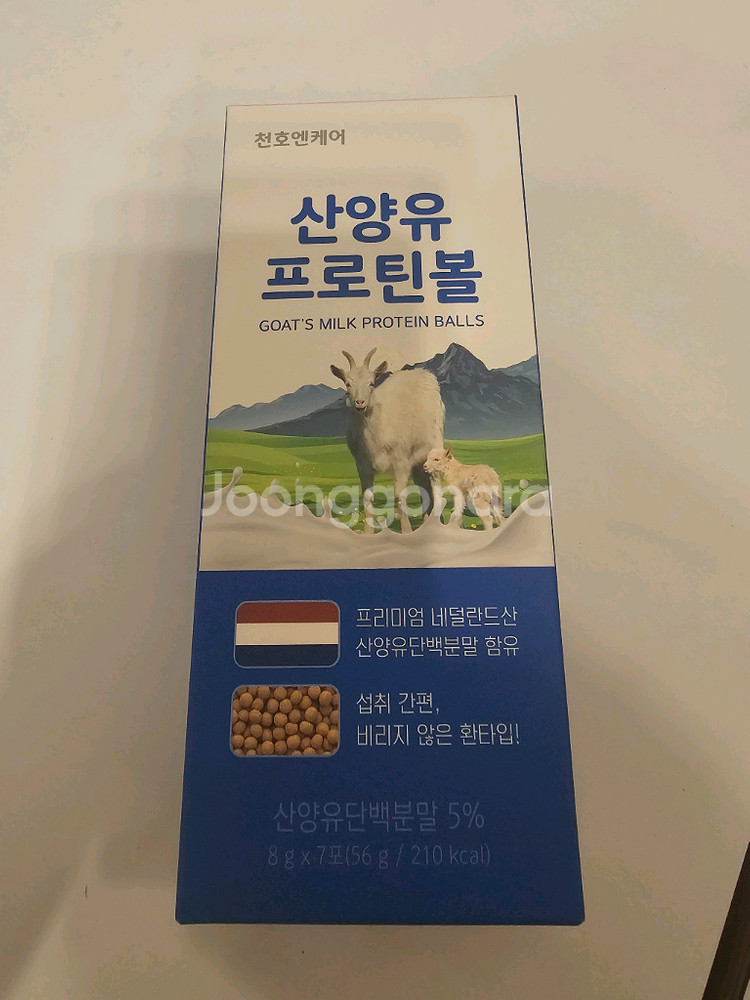 천호엔케어
산양유
프로틴볼
GOAT'S MILK PROTEIN BALLS
Joonggonara
프리미엄 네덜란드산
산양유단백분말 함유
섭취 간편,
비리지 않은 환타입!
산양유단백분말 5%
8 g x 7포(56 g / 210 kcal)